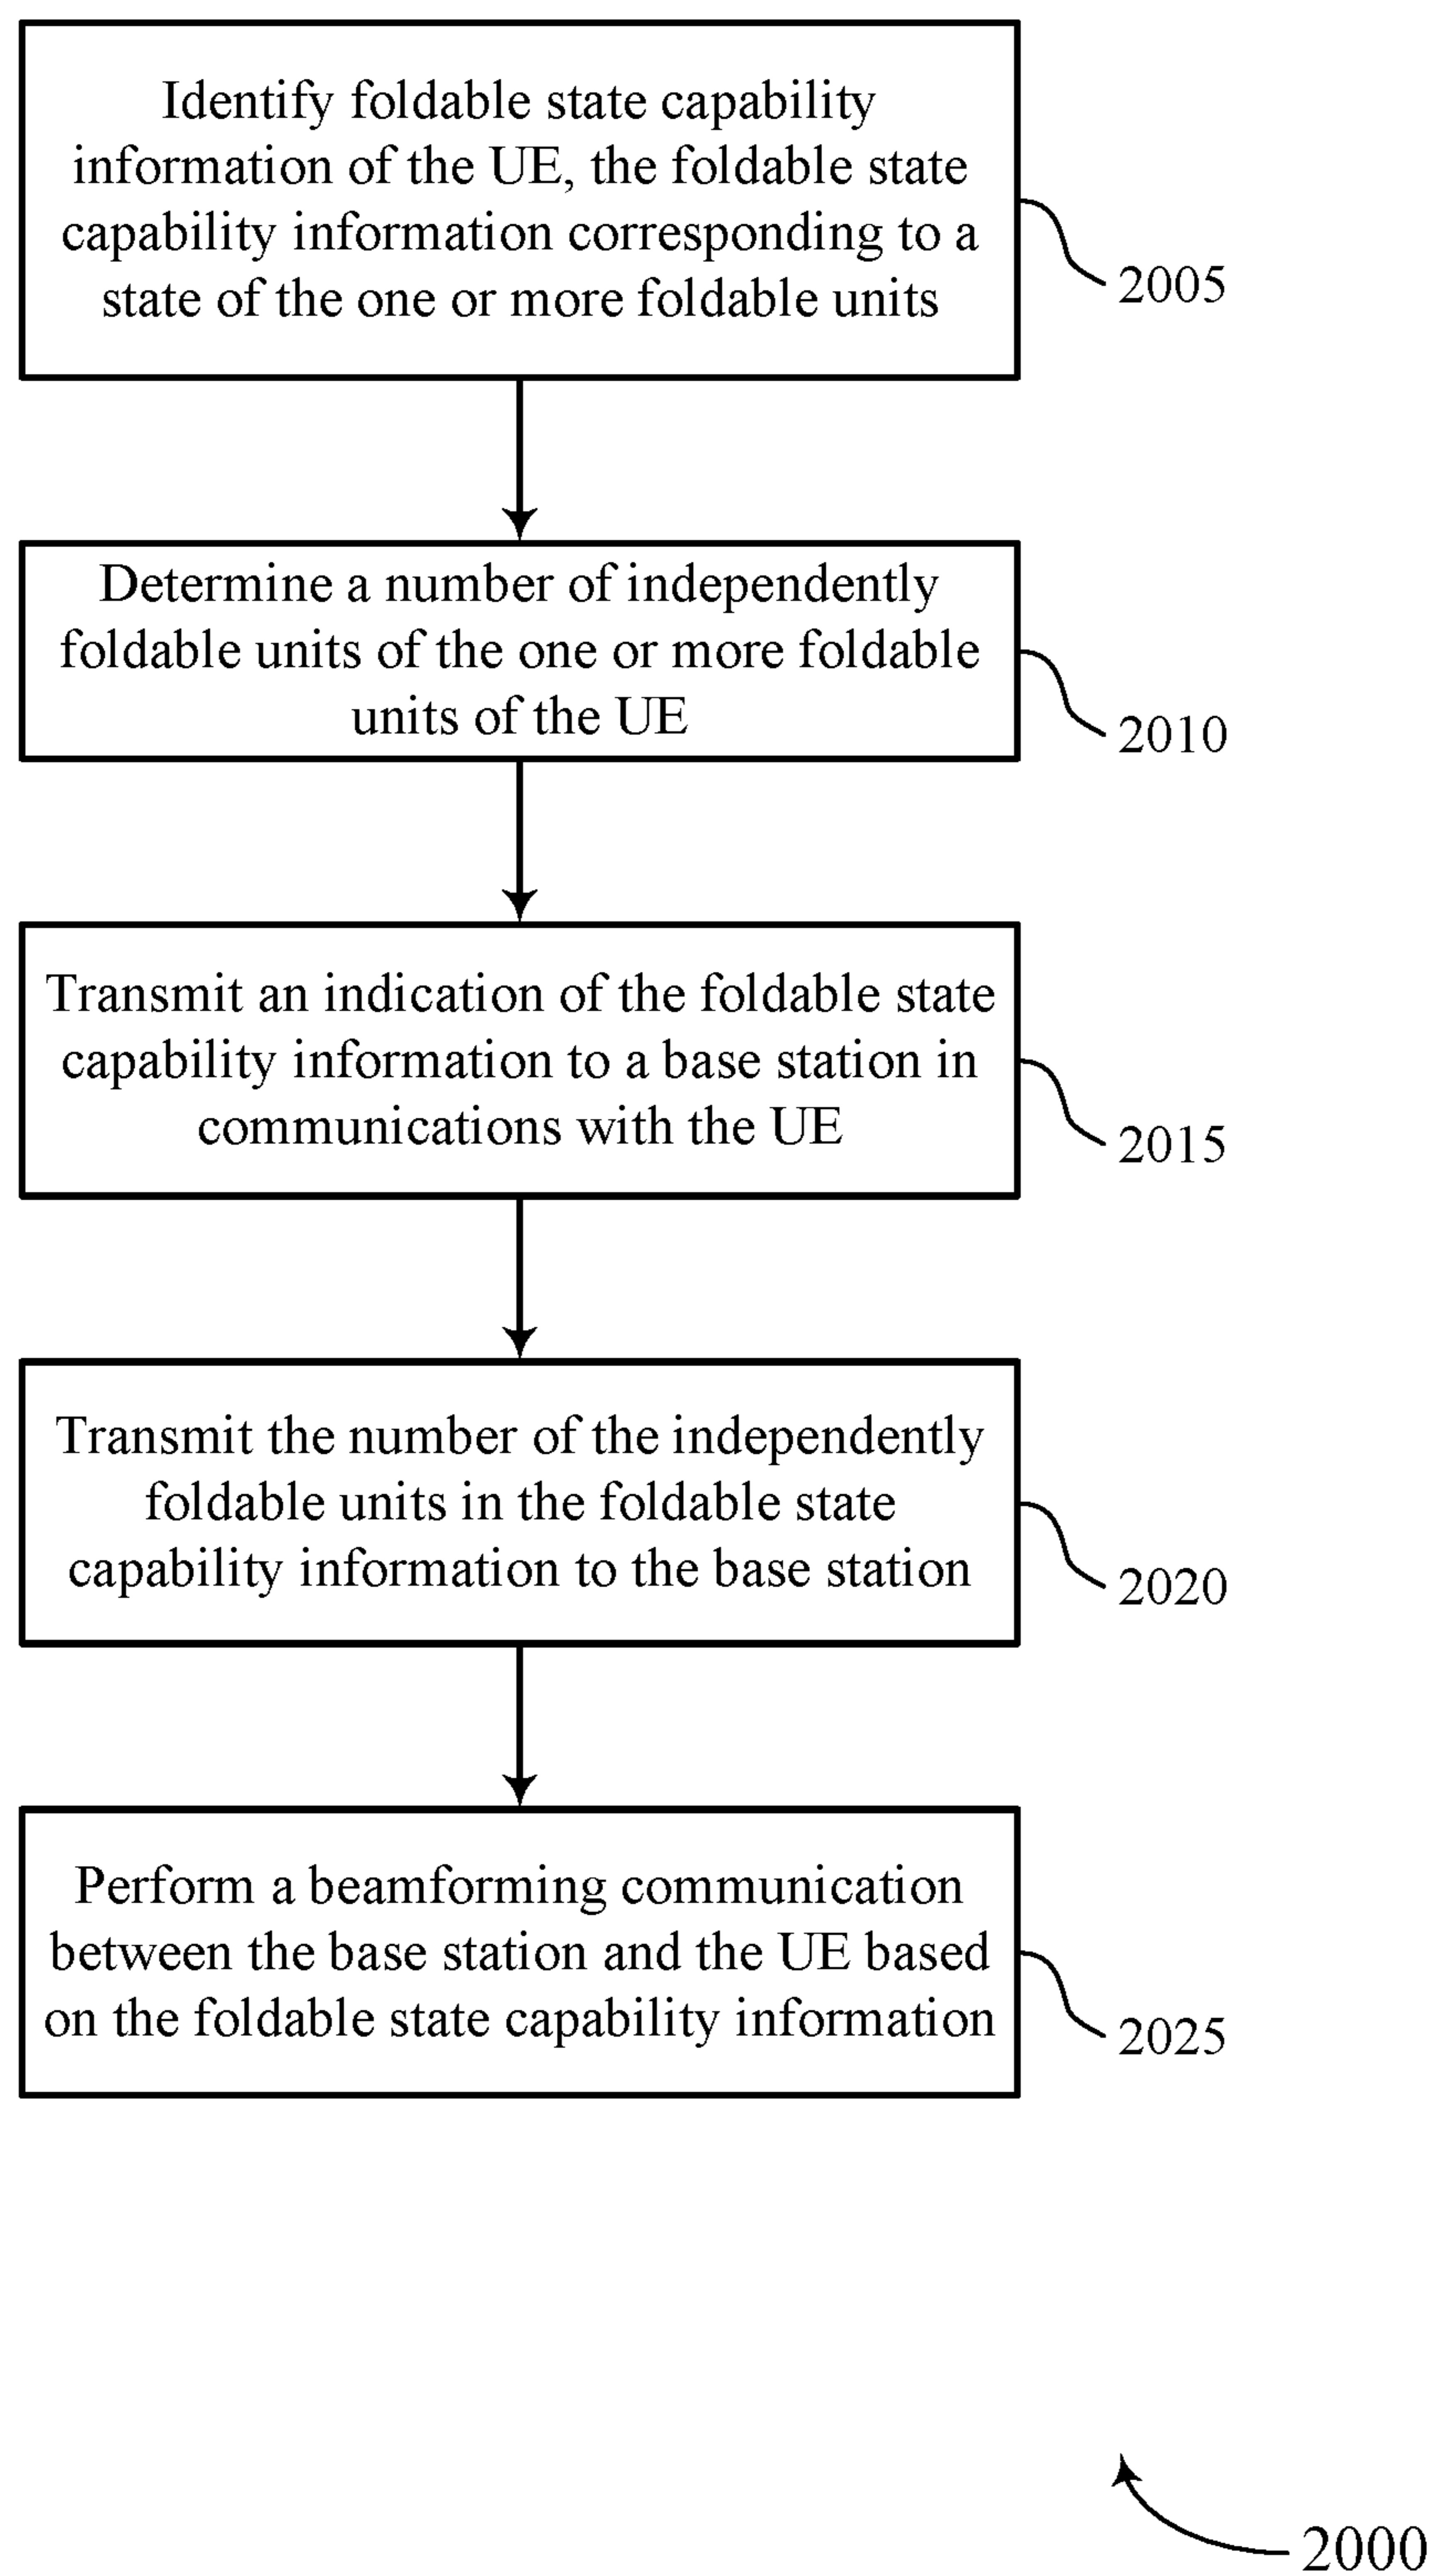 Identify foldable state capability
information of the UE, the foldable state
capability information corresponding to a
state of the one or more foldable units
2005
Determine a number of independently
foldable units of the one or more foldable
units of the UE
2010
Transmit an indication of the foldable state
capability information to a base station in
communications with the UE
2015
Transmit the number of the independently
foldable units in the foldable state
capability information to the base station
2020
Perform a beamforming communication
between the base station and the UE based
on the foldable state capability information
2025
2000